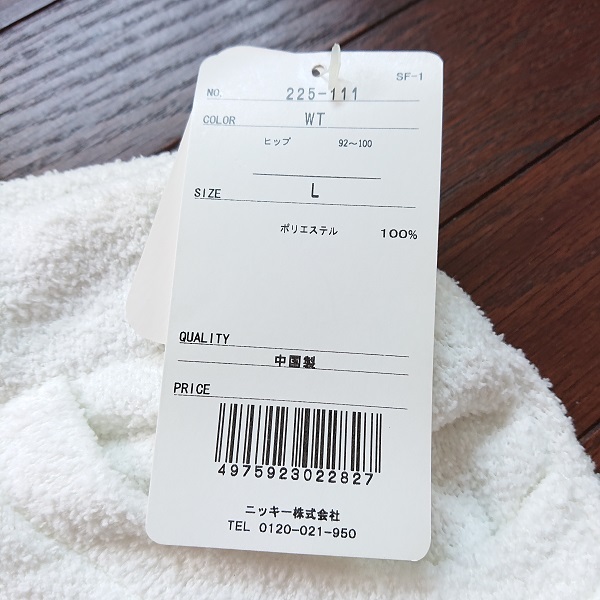 SF-1
NO. 225-111
COLOR WT
ヒップ 92～100
SIZE L
ポリエステル 100%
QUALITY
中国製
PRICE
4975923022827
ニッキー株式会社
TEL 0120-021-950